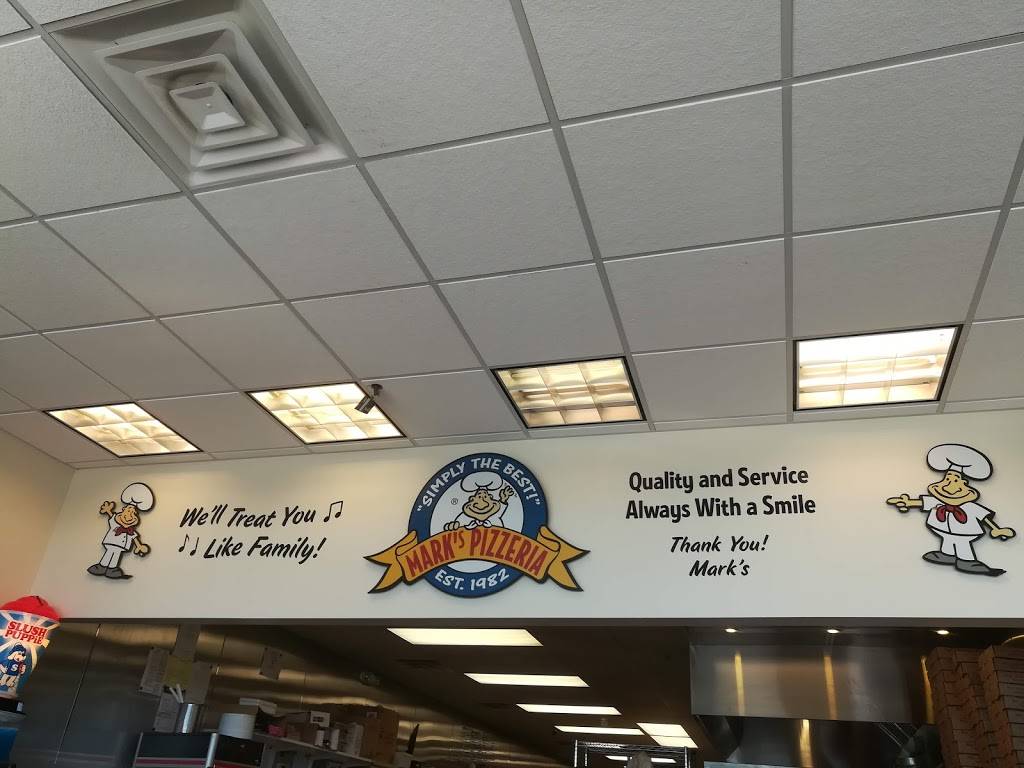 We'll Treat You
Like Family!
"SIMPLY THE BEST!"
®
MARK'S PIZZERIA
EST. 1982
Quality and Service
Always With a Smile
Thank You!
Mark's
SLUSH
PUPPiE